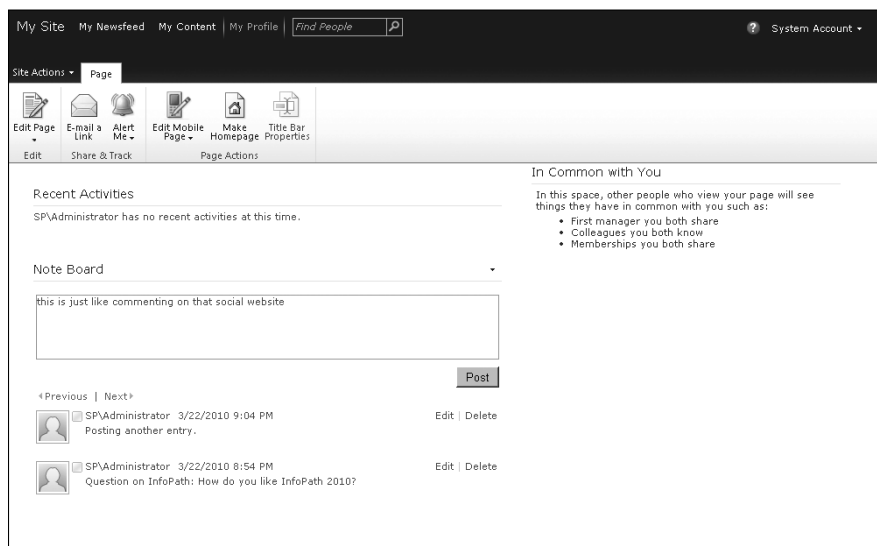 My Site My Newsfeed My Content My Profile Find People System Account
Site Actions Page
Edit Page E-mail a Link Alert Me Edit Mobile Page Make Homepage Title Bar Properties
Edit Share & Track Page Actions
In Common with You
In this space, other people who view your page will see
things they have in common with you such as:
First manager you both share
Colleagues you both know
Memberships you both share
Recent Activities
SP\Administrator has no recent activities at this time.
Note Board
this is just like commenting on that social website
Post
Previous | Next
SP\Administrator 3/22/2010 9:04 PM Edit | Delete
Posting another entry.
SP\Administrator 3/22/2010 8:54 PM Edit | Delete
Question on InfoPath: How do you like InfoPath 2010?